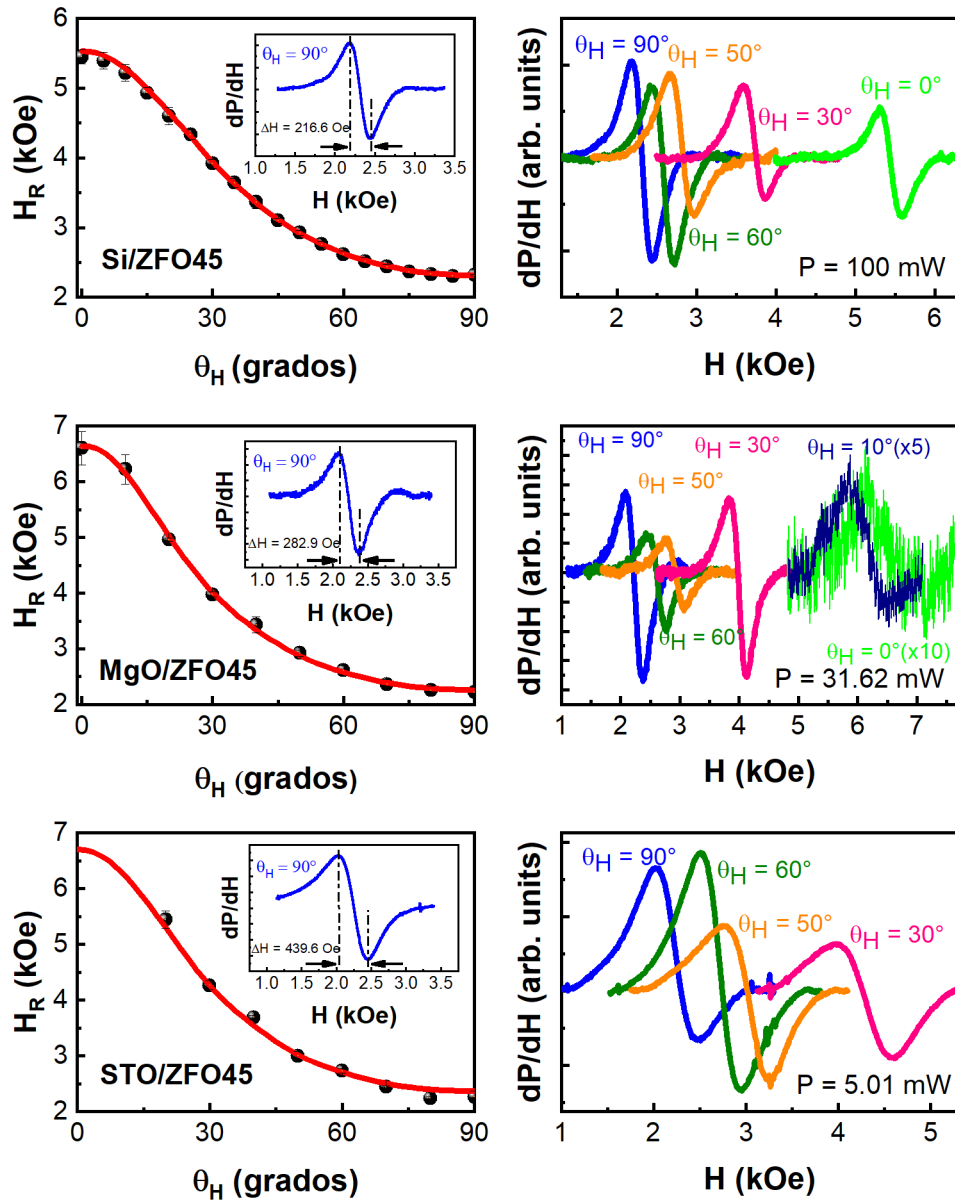 6
5
4
3
2
H_R (kOe)
0 30 60 90
θ_H (grados)
Si/ZFO45
θ_H = 90°
dP/dH
ΔH = 216.6 Oe
1.0 1.5 2.0 2.5 3.0 3.5
H (kOe)
θ_H = 90°
θ_H = 50°
θ_H = 0°
θ_H = 30°
θ_H = 60°
P = 100 mW
dP/dH (arb. units)
2 3 4 5 6
H (kOe)
7
6
5
4
3
2
H_R (kOe)
0 30 60 90
θ_H (grados)
MgO/ZFO45
θ_H = 90°
dP/dH
ΔH = 282.9 Oe
1.0 1.5 2.0 2.5 3.0 3.5
H (kOe)
θ_H = 90°
θ_H = 30°
θ_H = 10°(x5)
θ_H = 50°
θ_H = 60°
θ_H = 0°(x10)
P = 31.62 mW
dP/dH (arb. units)
1 2 3 4 5 6 7
H (kOe)
7
6
5
4
3
2
H_R (kOe)
0 30 60 90
θ_H (grados)
STO/ZFO45
θ_H = 90°
dP/dH
ΔH = 439.6 Oe
1.0 1.5 2.0 2.5 3.0 3.5
H (kOe)
θ_H = 90°
θ_H = 60°
θ_H = 50°
θ_H = 30°
P = 5.01 mW
dP/dH (arb. units)
1 2 3 4 5
H (kOe)